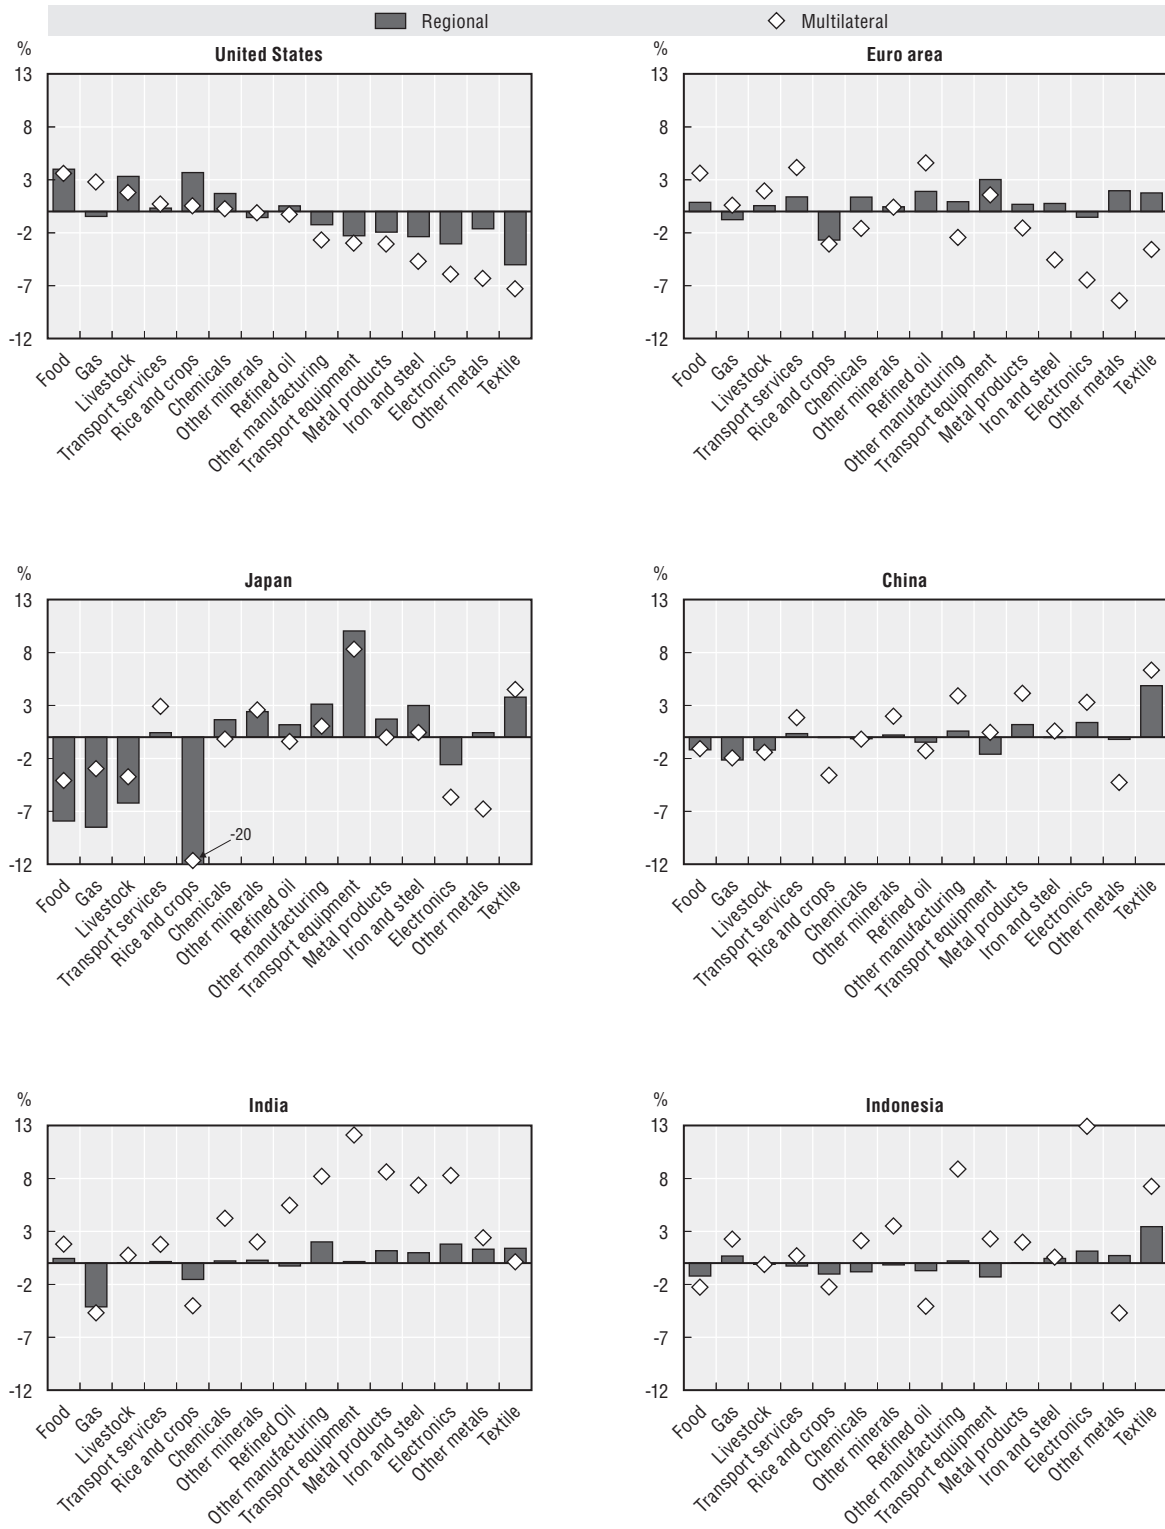 Regional
Multilateral
%
United States
13
8
3
-2
-7
-12
Food
Gas
Livestock
Transport services
Rice and crops
Chemicals
Other minerals
Refined oil
Other manufacturing
Transport equipment
Metal products
Iron and steel
Electronics
Other metals
Textile
%
Euro area
13
8
3
-2
-7
-12
Food
Gas
Livestock
Transport services
Rice and crops
Chemicals
Other minerals
Refined oil
Other manufacturing
Transport equipment
Metal products
Iron and steel
Electronics
Other metals
Textile
%
Japan
13
8
3
-2
-7
-12
-20
Food
Gas
Livestock
Transport services
Rice and crops
Chemicals
Other minerals
Refined oil
Other manufacturing
Transport equipment
Metal products
Iron and steel
Electronics
Other metals
Textile
%
China
13
8
3
-2
-7
-12
Food
Gas
Livestock
Transport services
Rice and crops
Chemicals
Other minerals
Refined oil
Other manufacturing
Transport equipment
Metal products
Iron and steel
Electronics
Other metals
Textile
%
India
13
8
3
-2
-7
-12
Food
Gas
Livestock
Transport services
Rice and crops
Chemicals
Other minerals
Refined Oil
Other manufacturing
Transport equipment
Metal products
Iron and steel
Electronics
Other metals
Textile
%
Indonesia
13
8
3
-2
-7
-12
Food
Gas
Livestock
Transport services
Rice and crops
Chemicals
Other minerals
Refined oil
Other manufacturing
Transport equipment
Metal products
Iron and steel
Electronics
Other metals
Textile